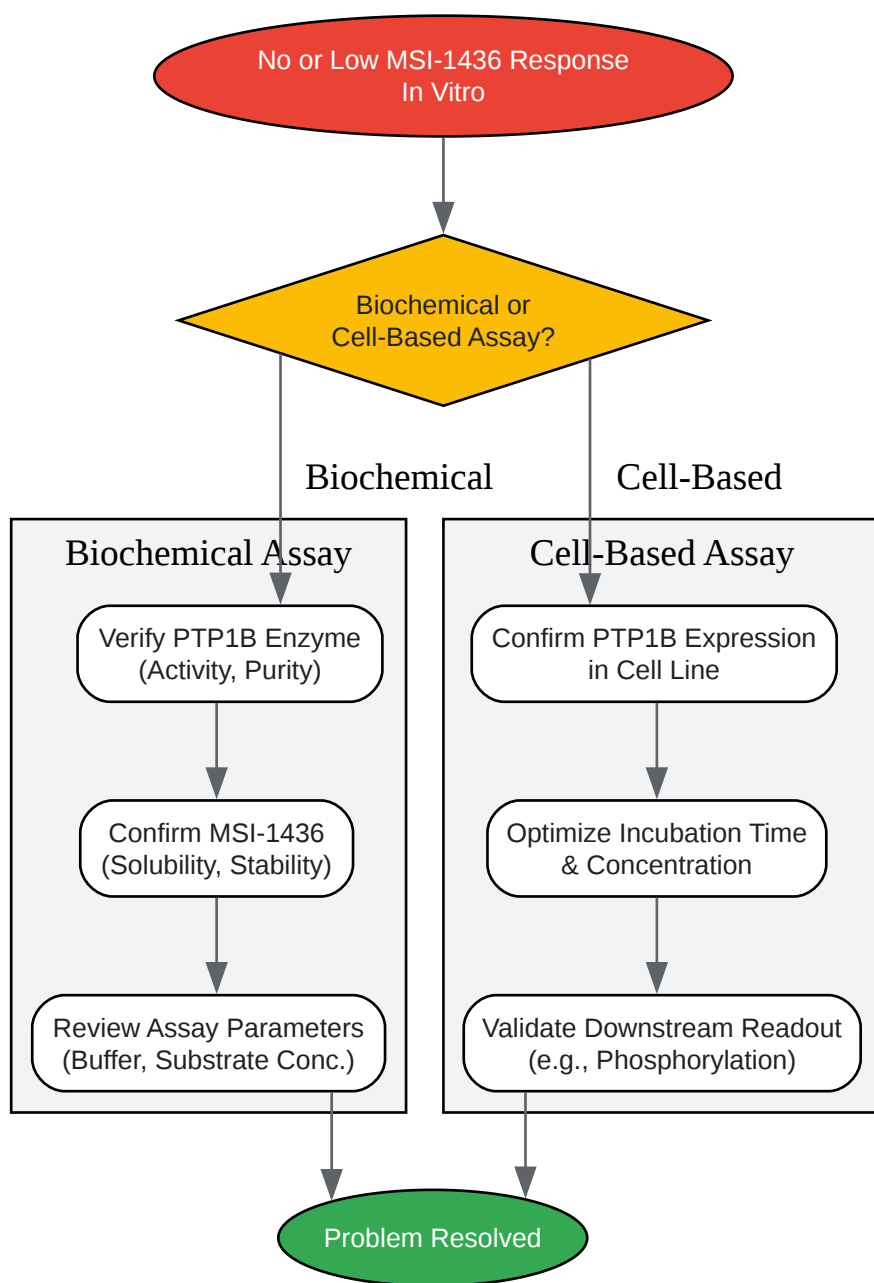 No or Low MSI-1436 Response
In Vitro
Biochemical or
Cell-Based Assay?
Biochemical
Cell-Based
Biochemical Assay
Verify PTP1B Enzyme
(Activity, Purity)
Confirm MSI-1436
(Solubility, Stability)
Review Assay Parameters
(Buffer, Substrate Conc.)
Cell-Based Assay
Confirm PTP1B Expression
in Cell Line
Optimize Incubation Time
& Concentration
Validate Downstream Readout
(e.g., Phosphorylation)
Problem Resolved